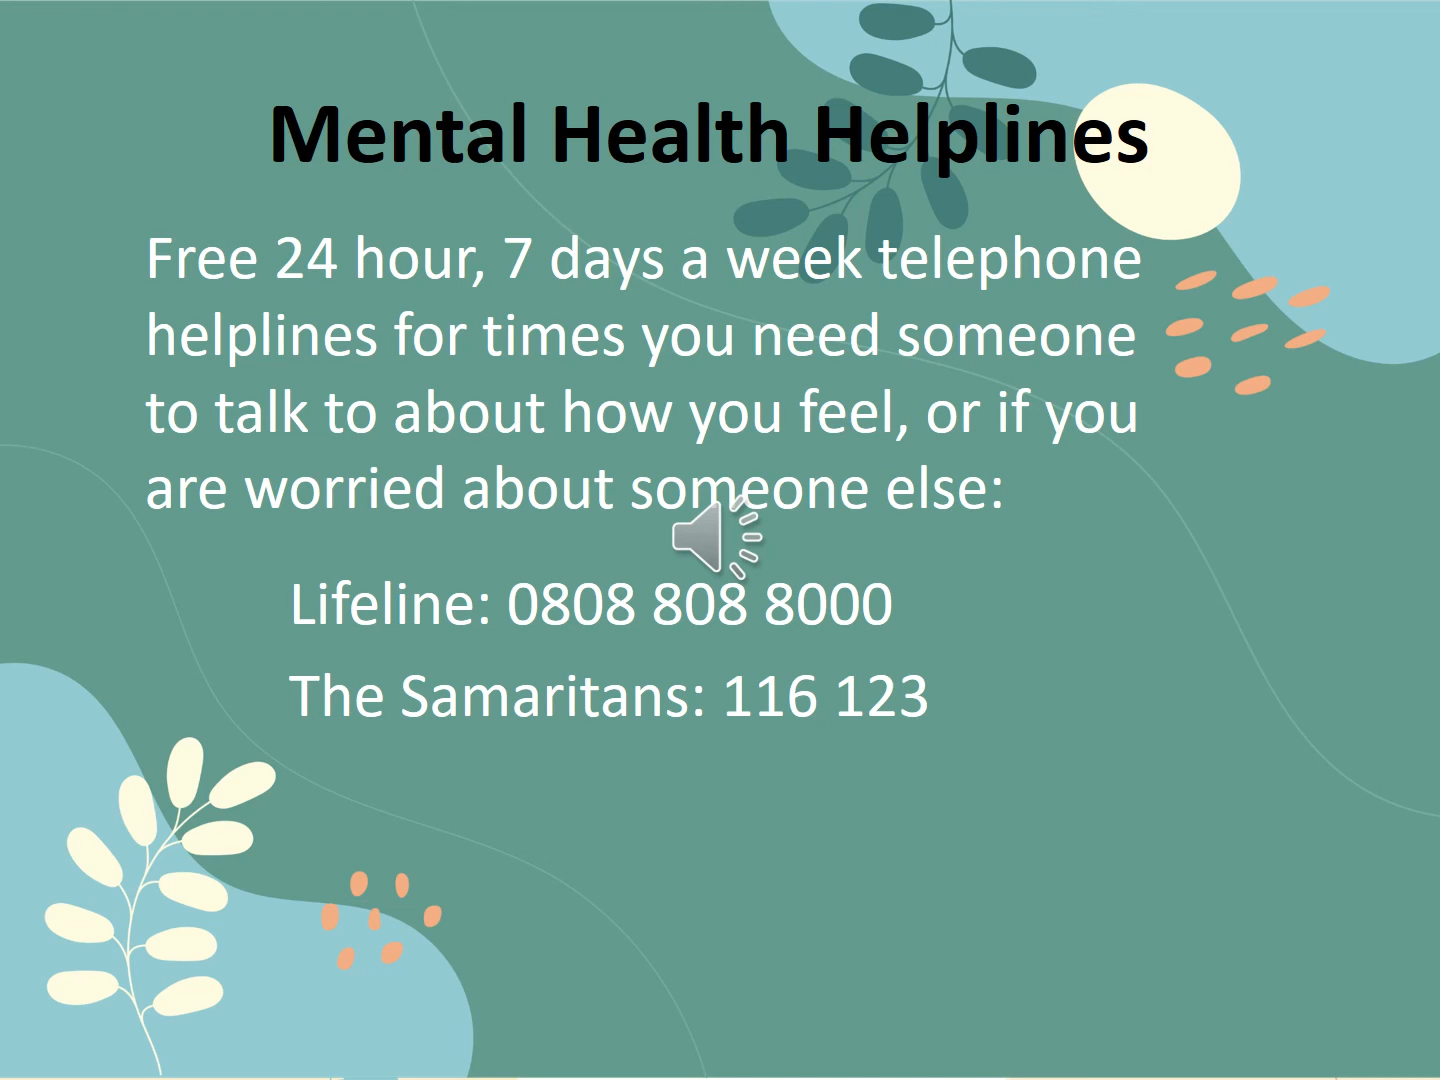 Mental Health Helplines
Free 24 hour, 7 days a week telephone
helplines for times you need someone
to talk to about how you feel, or if you
are worried about someone else:
Lifeline: 0808 808 8000
The Samaritans: 116 123